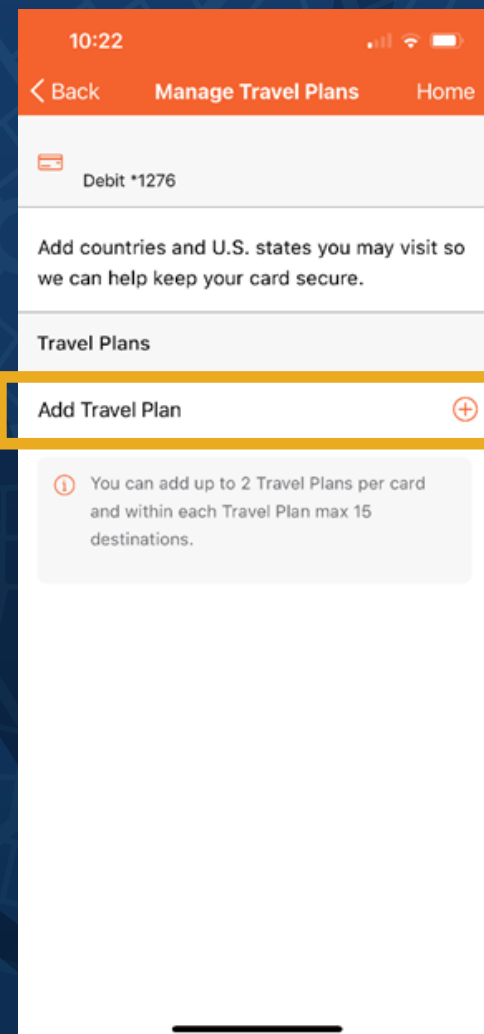 10:22
Back Manage Travel Plans Home
Debit *1276
Add countries and U.S. states you may visit so
we can help keep your card secure.
Travel Plans
Add Travel Plan
You can add up to 2 Travel Plans per card
and within each Travel Plan max 15
destinations.